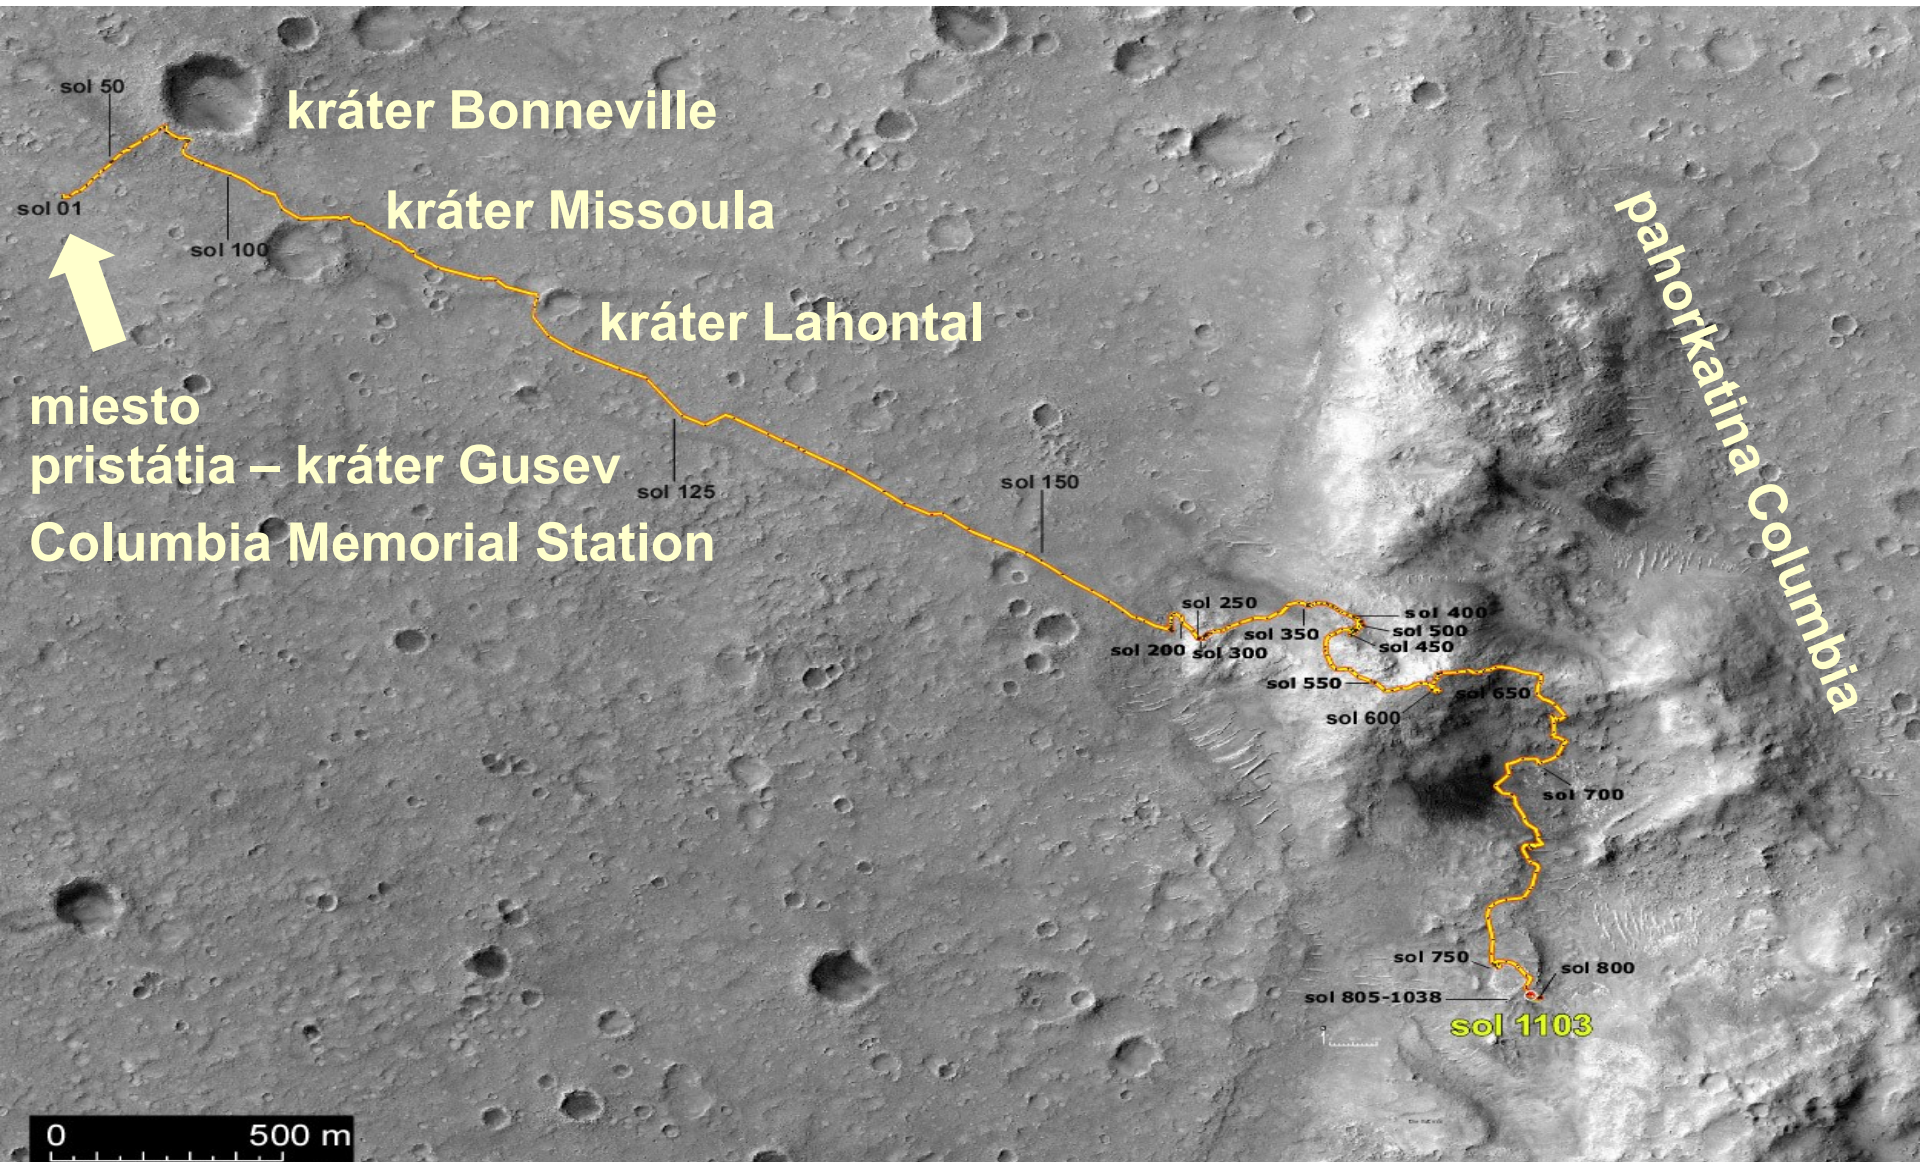 sol 50
kráter Bonneville
kráter Missoula
sol 01
sol 100
kráter Lahontal
pahorkatina Columbia
miesto
pristátia – kráter Gusev
Columbia Memorial Station
sol 125
sol 150
sol 250
sol 400
sol 350
sol 500
sol 200
sol 300
sol 450
sol 550
sol 650
sol 600
sol 700
sol 750
sol 800
sol 805-1038
sol 1103
0 500 m